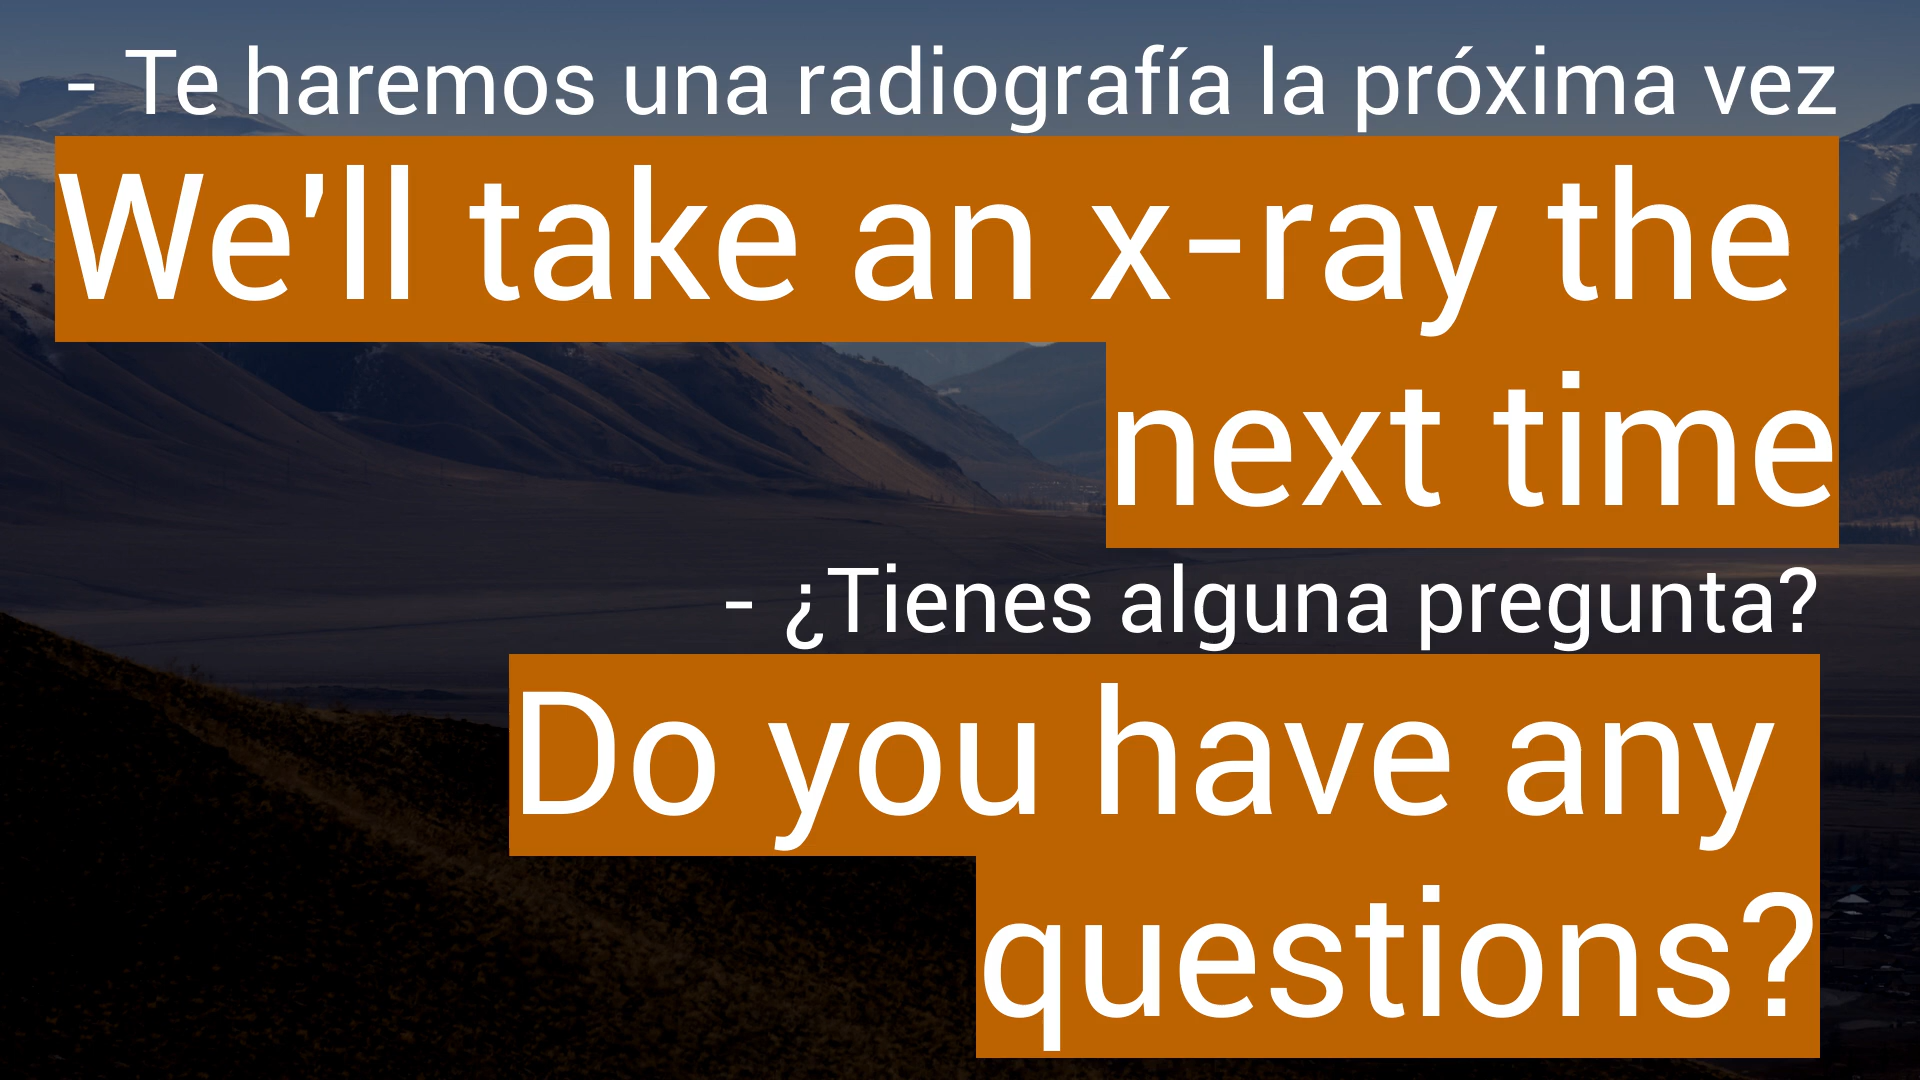 - Te haremos una radiografía la próxima vez
We'll take an x-ray the
next time
- ¿Tienes alguna pregunta?
Do you have any
questions?